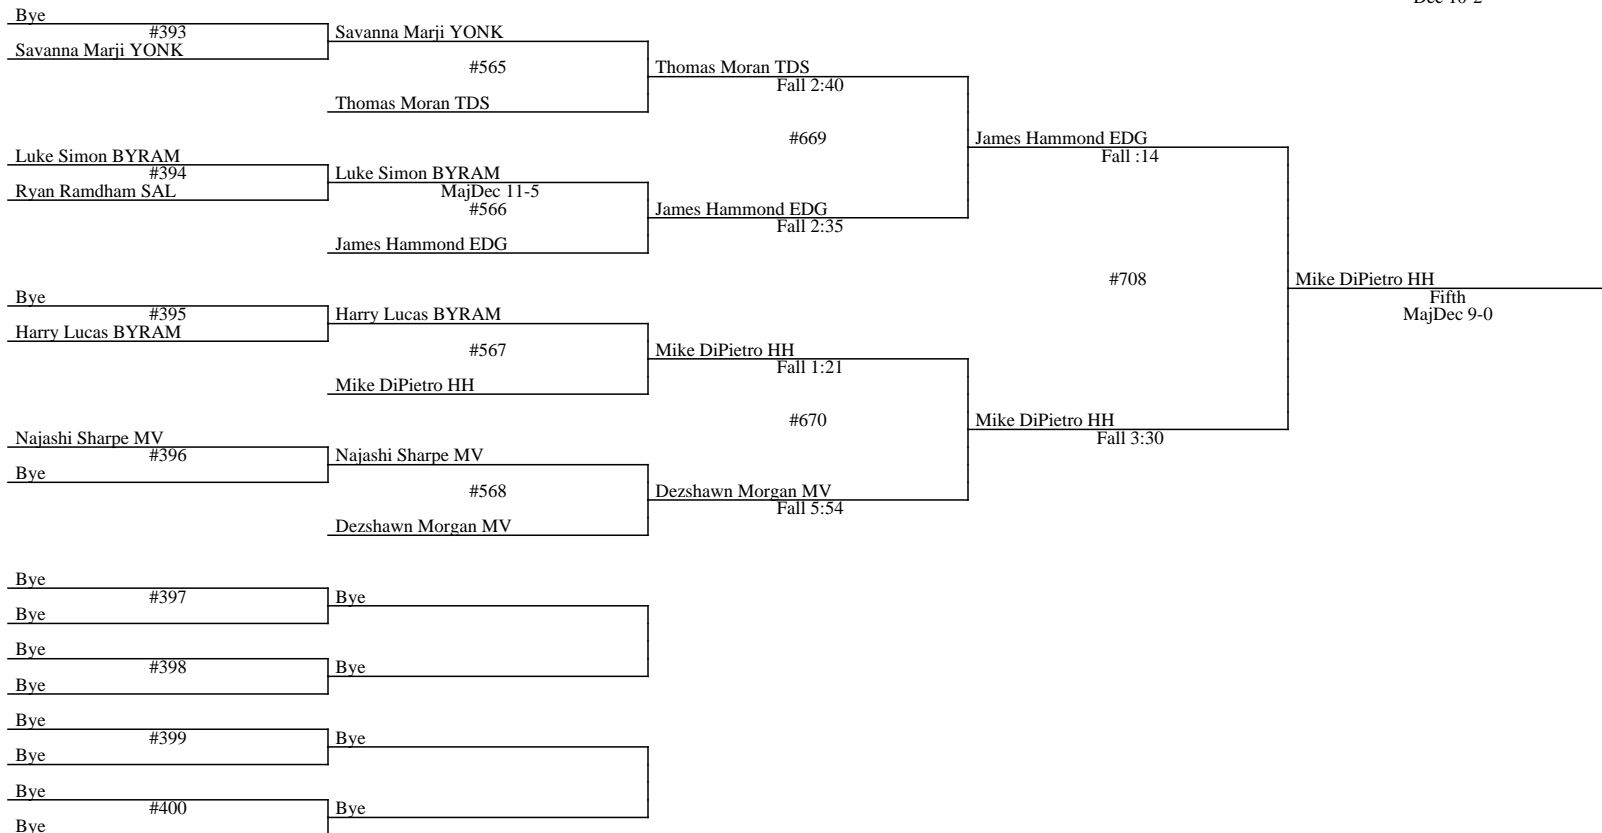 Dec 10-2
Bye
#393
Savanna Marji YONK
Savanna Marji YONK
#565
Thomas Moran TDS
Thomas Moran TDS
Fall 2:40
#669
Luke Simon BYRAM
#394
Ryan Ramdham SAL
Luke Simon BYRAM
MajDec 11-5
#566
James Hammond EDG
James Hammond EDG
Fall 2:35
James Hammond EDG
Fall :14
#708
Bye
#395
Harry Lucas BYRAM
Harry Lucas BYRAM
#567
Mike DiPietro HH
Mike DiPietro HH
Fall 1:21
#670
Najashi Sharpe MV
#396
Bye
Najashi Sharpe MV
#568
Dezshawn Morgan MV
Dezshawn Morgan MV
Fall 5:54
Mike DiPietro HH
Fall 3:30
Mike DiPietro HH
Fifth
MajDec 9-0
Bye
#397
Bye
Bye
Bye
#398
Bye
Bye
Bye
#399
Bye
Bye
Bye
#400
Bye
Bye